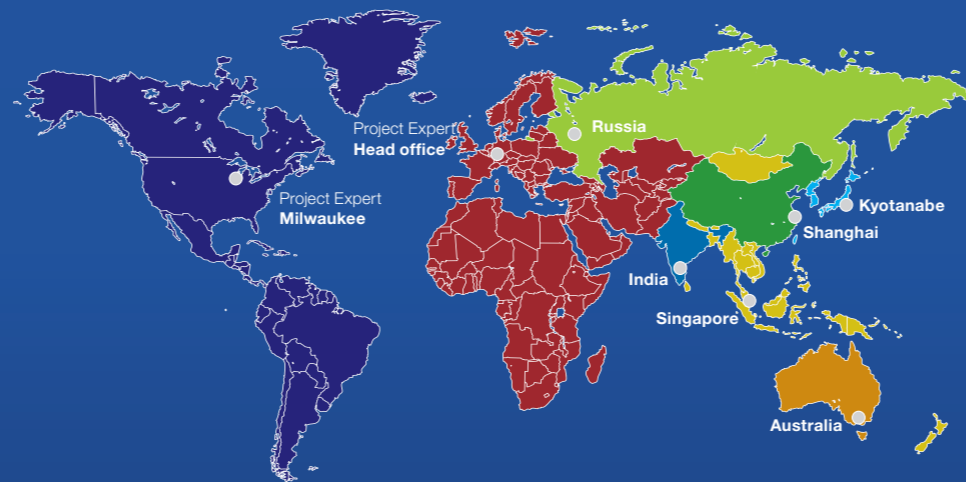 Project Expert
Head office
Russia
Project Expert
Milwaukee
Kyotanabe
Shanghai
India
Singapore
Australia